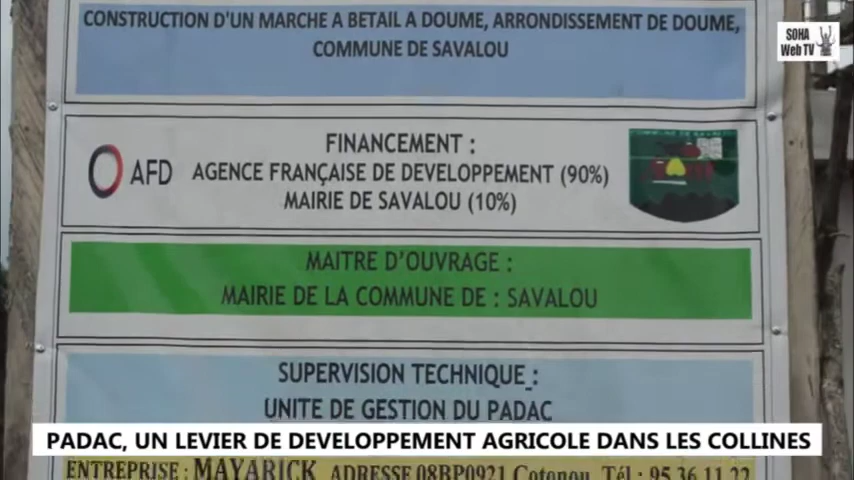 CONSTRUCTION D'UN MARCHE A BETAIL A DOUME, ARRONDISSEMENT DE DOUME,
COMMUNE DE SAVALOU
SOHA
WebTV
FINANCEMENT :
AFD
AGENCE FRANÇAISE DE DEVELOPPEMENT (90%)
MAIRIE DE SAVALOU (10%)
MAITRE D'OUVRAGE :
MAIRIE DE LA COMMUNE DE : SAVALOU
SUPERVISION TECHNIQUE :
UNITE DE GESTION DU PADAC
PADAC, UN LEVIER DE DEVELOPPEMENT AGRICOLE DANS LES COLLINES
ENTREPRISE : MAYARICK ADRESSE 08BP0921 Cotonou Tél : 95 36 11 22